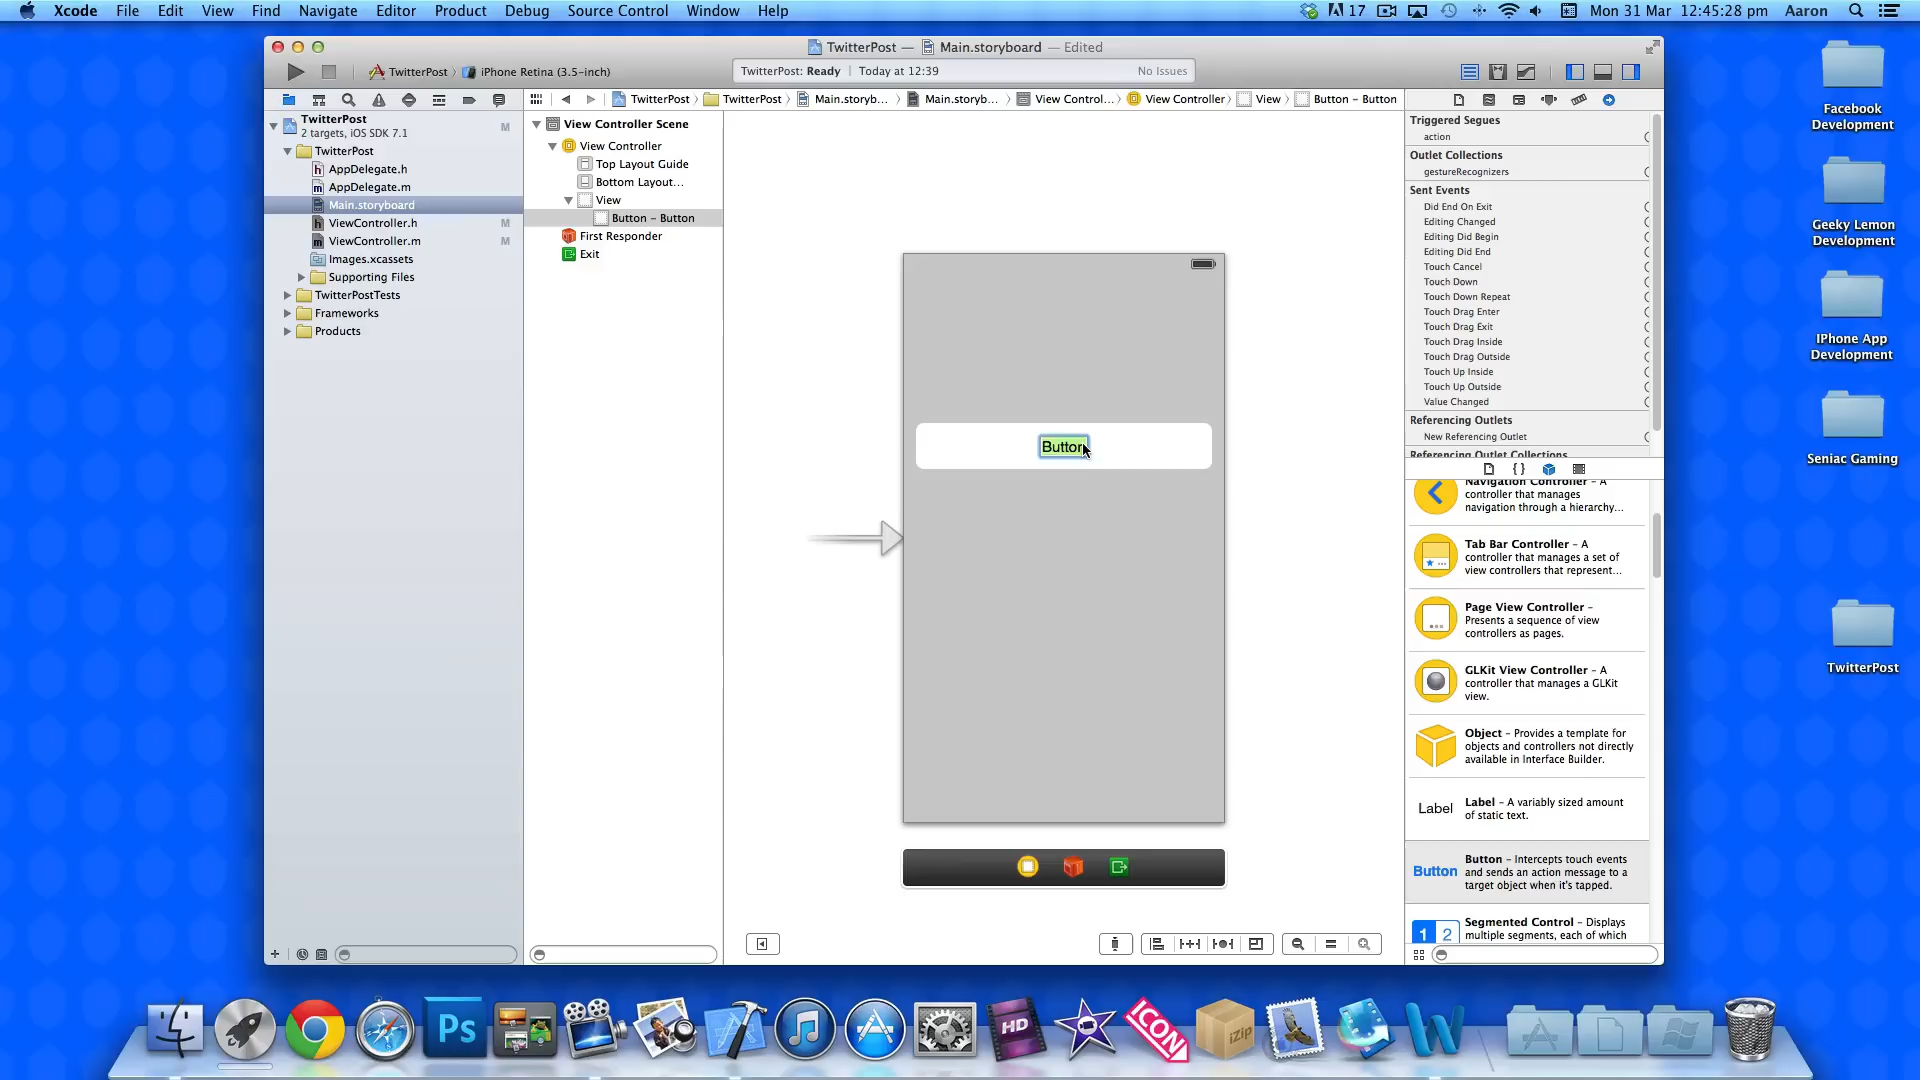 Xcode File Edit View Find Navigate Editor Product Debug Source Control Window Help
17 Mon 31 Mar 12:45:28 pm Aaron
TwitterPost — Main.storyboard — Edited
TwitterPost iPhone Retina (3.5-inch)
TwitterPost: Ready Today at 12:39 No Issues
TwitterPost TwitterPost Main.storyb... Main.storyb... View Control... View Controller View Button – Button
TwitterPost M
2 targets, iOS SDK 7.1
TwitterPost
AppDelegate.h
AppDelegate.m
Main.storyboard
ViewController.h M
ViewController.m M
Images.xcassets
Supporting Files
TwitterPostTests
Frameworks
Products
View Controller Scene
View Controller
Top Layout Guide
Bottom Layout...
View
Button – Button
First Responder
Exit
Button
Triggered Segues
action
Outlet Collections
gestureRecognizers
Sent Events
Did End On Exit
Editing Changed
Editing Did Begin
Editing Did End
Touch Cancel
Touch Down
Touch Down Repeat
Touch Drag Enter
Touch Drag Exit
Touch Drag Inside
Touch Drag Outside
Touch Up Inside
Touch Up Outside
Value Changed
Referencing Outlets
New Referencing Outlet
Referencing Outlet Collections
Navigation Controller – A
controller that manages
navigation through a hierarchy...
Tab Bar Controller – A
controller that manages a set of
view controllers that represent...
Page View Controller –
Presents a sequence of view
controllers as pages.
GLKit View Controller – A
controller that manages a GLKit
view.
Object – Provides a template for
objects and controllers not directly
available in Interface Builder.
Label
Label – A variably sized amount
of static text.
Button
Button – Intercepts touch events
and sends an action message to a
target object when it's tapped.
1 2
Segmented Control – Displays
multiple segments, each of which
Facebook
Development
Geeky Lemon
Development
IPhone App
Development
Seniac Gaming
TwitterPost
Ps
HD
ICON
iZip
W